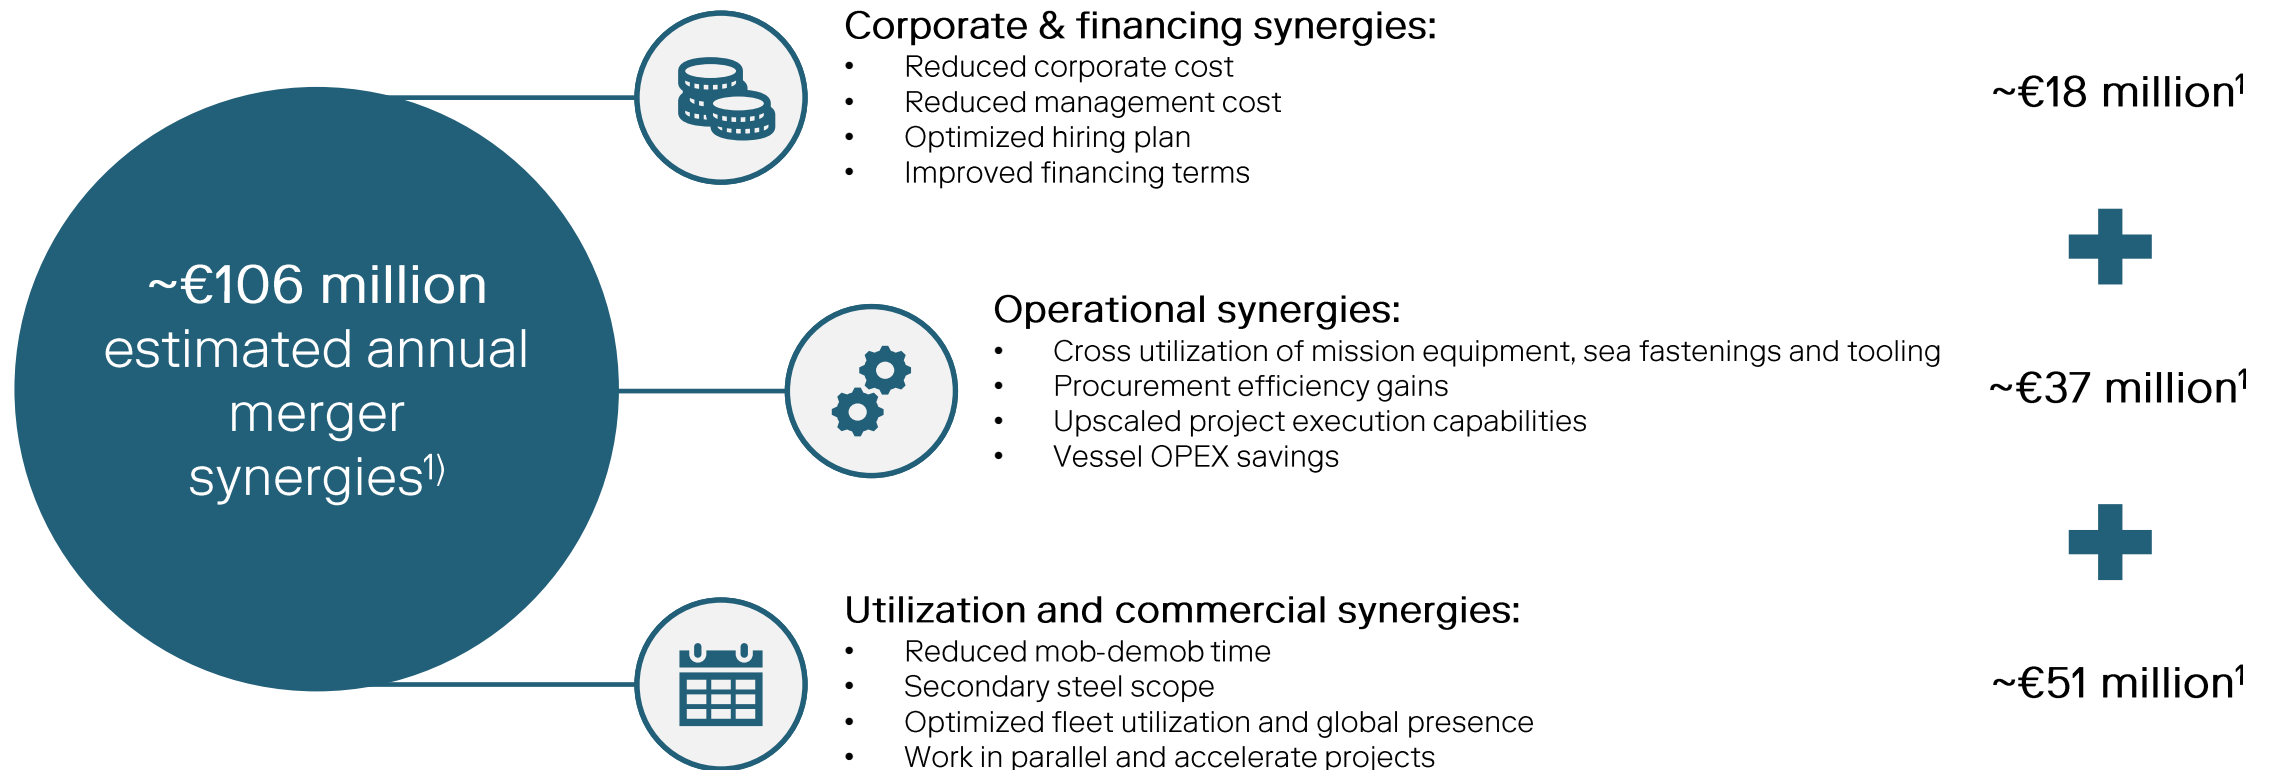 ~€106 million
estimated annual
merger
synergies1)
Corporate & financing synergies:
• Reduced corporate cost
• Reduced management cost
• Optimized hiring plan
• Improved financing terms
~€18 million1
Operational synergies:
• Cross utilization of mission equipment, sea fastenings and tooling
• Procurement efficiency gains
• Upscaled project execution capabilities
• Vessel OPEX savings
~€37 million1
Utilization and commercial synergies:
• Reduced mob-demob time
• Secondary steel scope
• Optimized fleet utilization and global presence
• Work in parallel and accelerate projects
~€51 million1